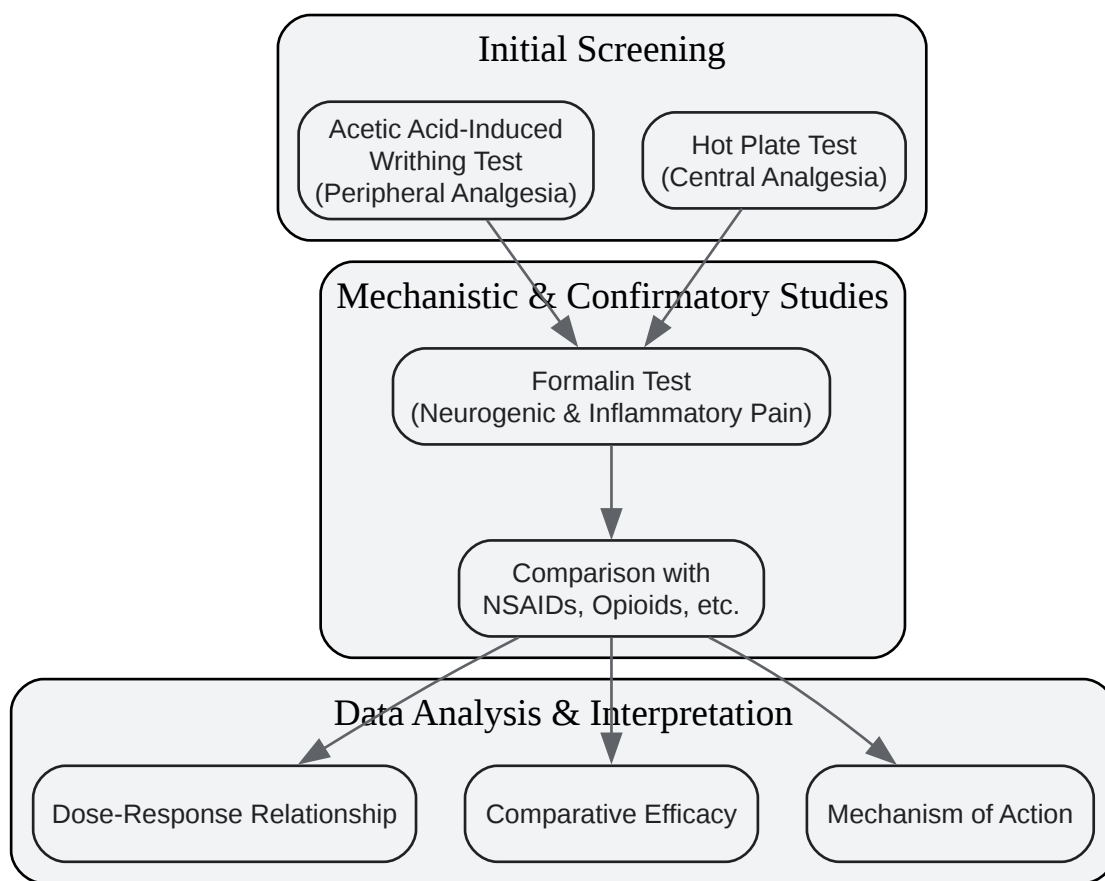 Initial Screening
Acetic Acid-Induced
Writhing Test
(Peripheral Analgesia)
Hot Plate Test
(Central Analgesia)
Mechanistic & Confirmatory Studies
Formalin Test
(Neurogenic & Inflammatory Pain)
Comparison with
NSAIDs, Opioids, etc.
Data Analysis & Interpretation
Dose-Response Relationship
Comparative Efficacy
Mechanism of Action